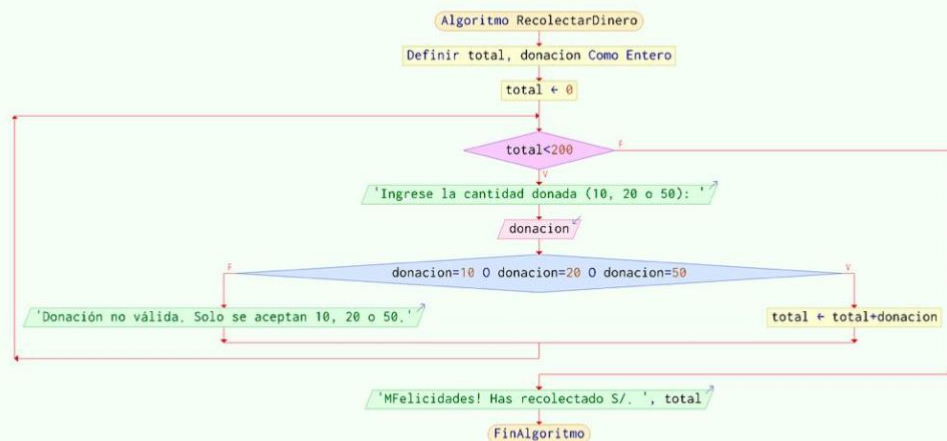 Algoritmo RecolectarDinero
Definir total, donacion Como Entero
total ← 0
total<200
F
V
'Ingrese la cantidad donada (10, 20 o 50): '
donacion
F
donacion=10 O donacion=20 O donacion=50
V
'Donación no válida. Solo se aceptan 10, 20 o 50.'
total ← total+donacion
'MFelicidades! Has recolectado S/. ', total
FinAlgoritmo